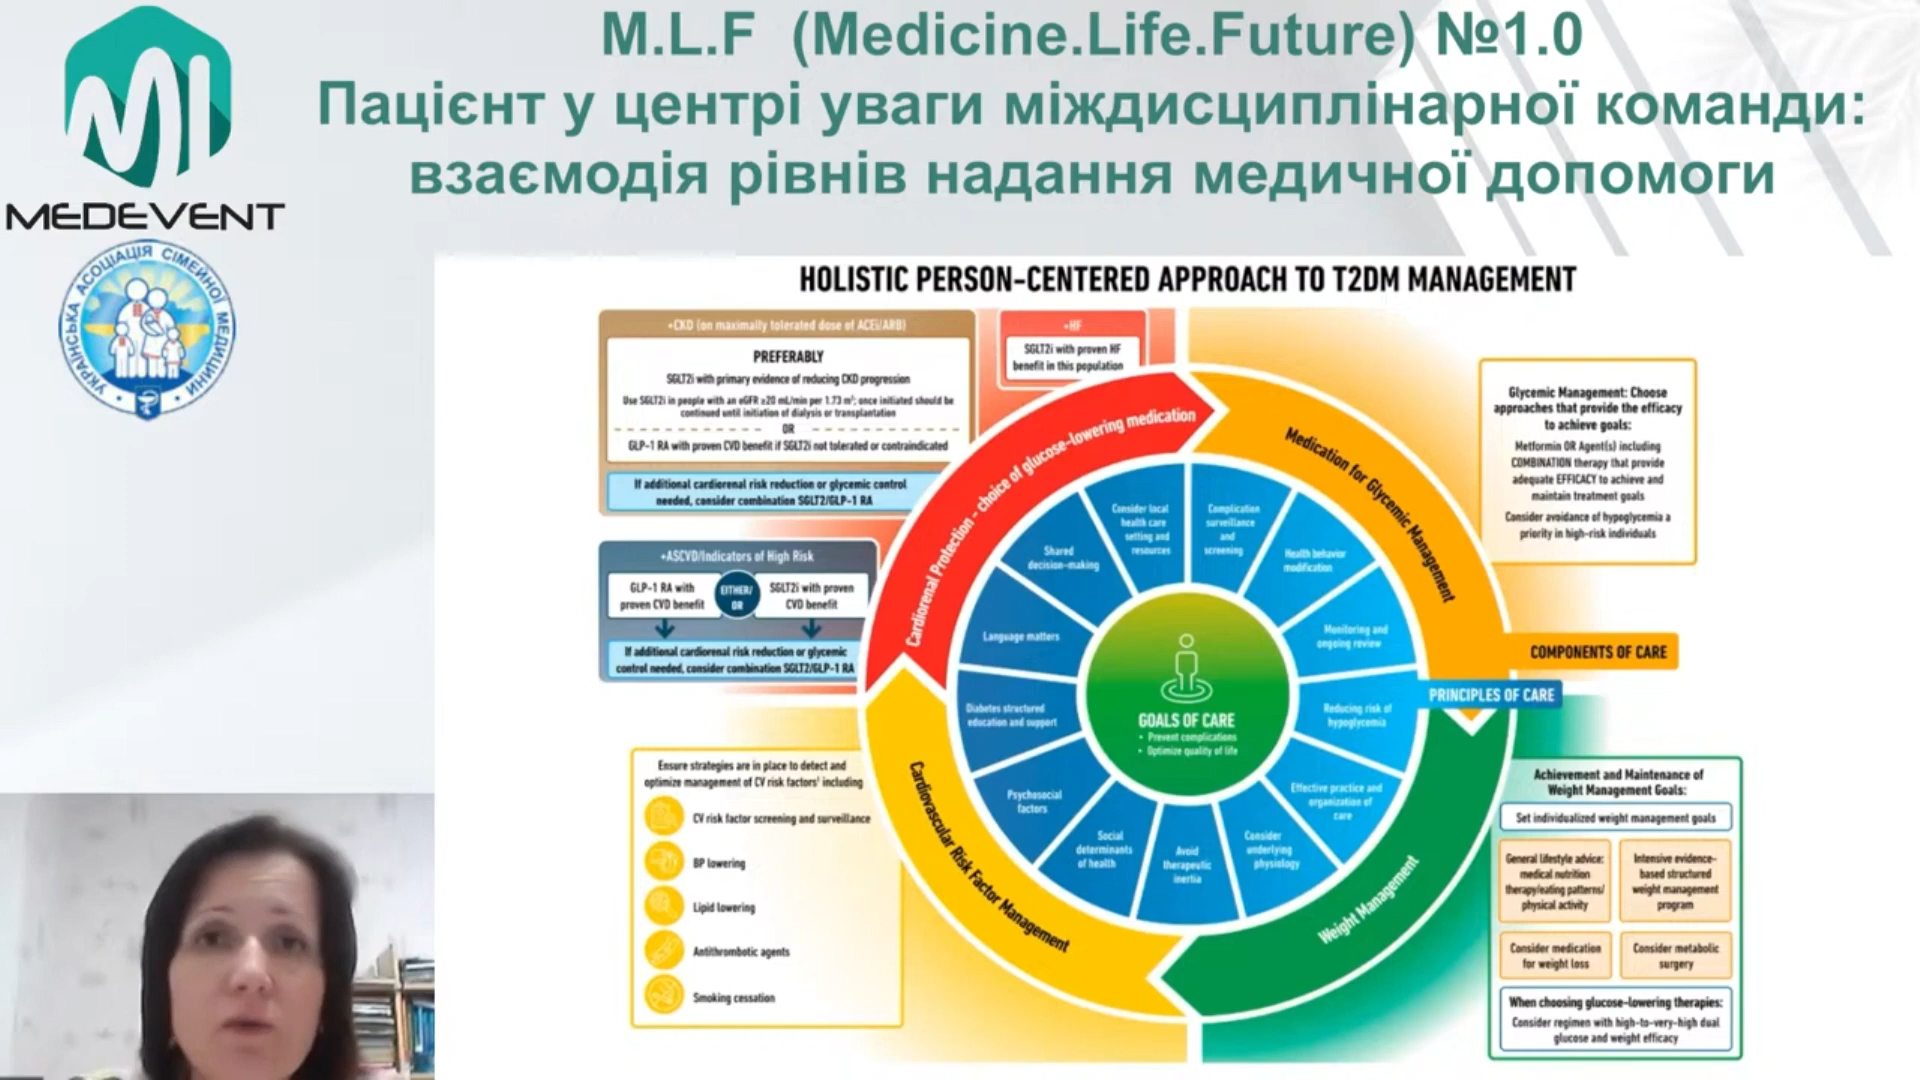 M.L.F (Medicine.Life.Future) №1.0
Пацієнт у центрі уваги міждисциплінарної команди:
взаємодія рівнів надання медичної допомоги
MEDEVENT
УКРАЇНСЬКА АСОЦІАЦІЯ СІМЕЙНОЇ МЕДИЦИНИ
HOLISTIC PERSON-CENTERED APPROACH TO T2DM MANAGEMENT
+CKD (on maximally tolerated dose of ACEi/ARB)
PREFERABLY
SGLT2i with primary evidence of reducing CKD progression
Use SGLT2i in people with an eGFR ≥20 mL/min per 1.73 m²; once initiated should be
continued until initiation of dialysis or transplantation
OR
GLP-1 RA with proven CVD benefit if SGLT2i not tolerated or contraindicated
If additional cardiorenal risk reduction or glycemic control
needed, consider combination SGLT2/GLP-1 RA
+HF
SGLT2i with proven HF
benefit in this population
+ASCVD/Indicators of High Risk
GLP-1 RA with
proven CVD benefit
EITHER/
OR
SGLT2i with proven
CVD benefit
If additional cardiorenal risk reduction or glycemic
control needed, consider combination SGLT2/GLP-1 RA
Ensure strategies are in place to detect and
optimize management of CV risk factors¹ including
CV risk factor screening and surveillance
BP lowering
Lipid lowering
Antithrombotic agents
Smoking cessation
Cardiorenal Protection - choice of glucose-lowering medication
Medication for Glycemic Management
Weight Management
Cardiovascular Risk Factor Management
Complication
surveillance
and
screening
Health behavior
modification
Monitoring and
ongoing review
Reducing risk of
hypoglycemia
Effective practice and
organization of
care
Consider
underlying
physiology
Avoid
therapeutic
inertia
Social
determinants
of health
Psychosocial
factors
Diabetes structured
education and support
Language matters
Shared
decision-making
Consider local
health care
setting and
resources
GOALS OF CARE
• Prevent complications
• Optimize quality of life
Glycemic Management: Choose
approaches that provide the efficacy
to achieve goals:
Metformin OR Agent(s) including
COMBINATION therapy that provide
adequate EFFICACY to achieve and
maintain treatment goals
Consider avoidance of hypoglycemia a
priority in high-risk individuals
COMPONENTS OF CARE
PRINCIPLES OF CARE
Achievement and Maintenance of
Weight Management Goals:
Set individualized weight management goals
General lifestyle advice:
medical nutrition
therapy/eating patterns/
physical activity
Intensive evidence-
based structured
weight management
program
Consider medication
for weight loss
Consider metabolic
surgery
When choosing glucose-lowering therapies:
Consider regimen with high-to-very-high dual
glucose and weight efficacy